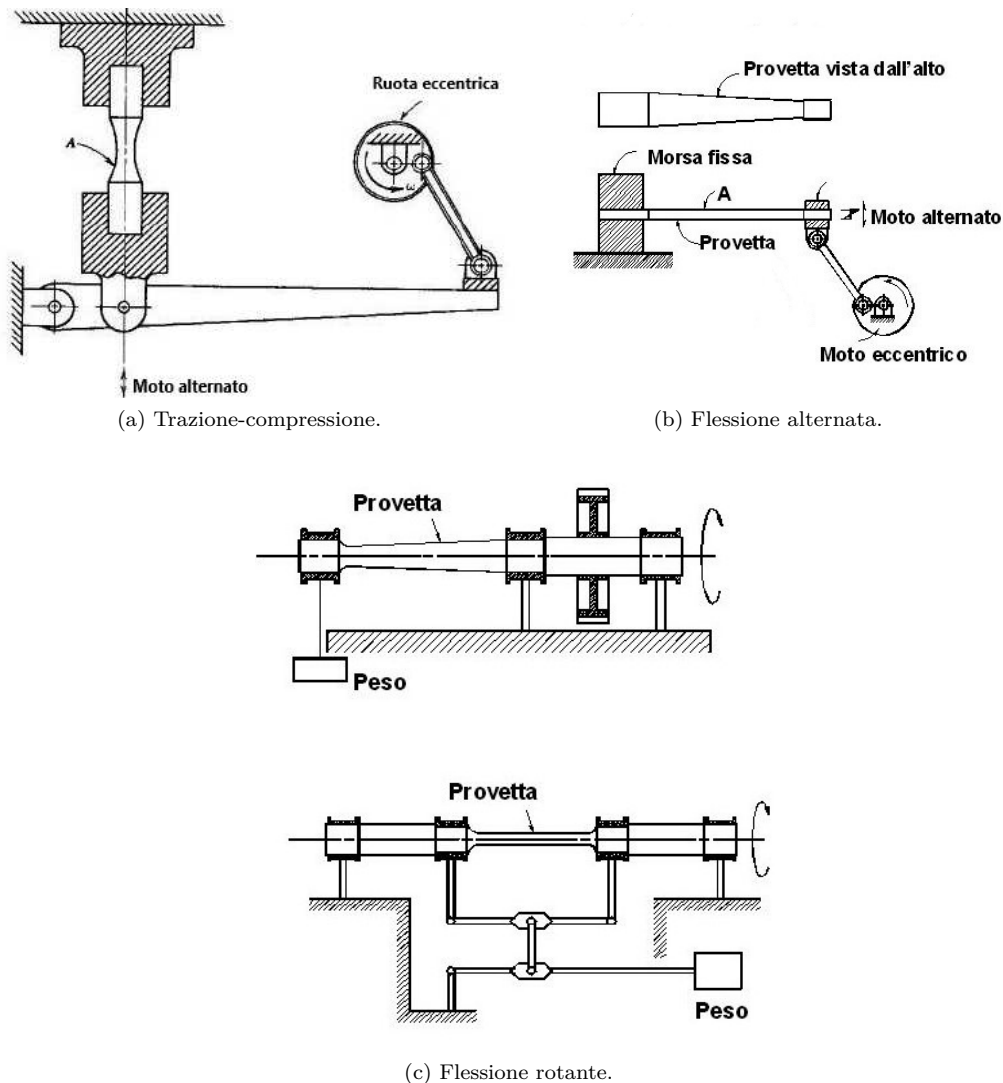 Ruota eccentrica
A
ω
Moto alternato
(a) Trazione-compressione.
Provetta vista dall'alto
Morsa fissa
A
Moto alternato
Provetta
Moto eccentrico
(b) Flessione alternata.
Provetta
Peso
Provetta
Peso
(c) Flessione rotante.